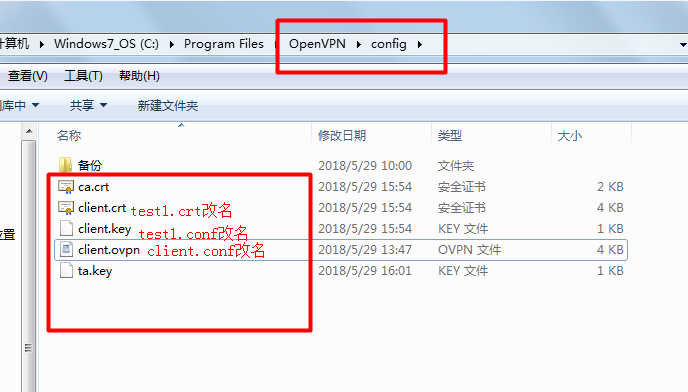 计算机 Windows7_OS (C:) Program Files OpenVPN config
查看(V) 工具(T) 帮助(H)
库中 共享 新建文件夹
名称 修改日期 类型 大小
备份 2018/5/29 10:00 文件夹
ca.crt 2018/5/29 15:54 安全证书 2 KB
client.crt test1.crt改名 2018/5/29 15:54 安全证书 4 KB
client.key test1.conf改名 2018/5/29 15:54 KEY 文件 1 KB
位置
client.ovpn client.conf改名 2018/5/29 13:47 OVPN 文件 4 KB
ta.key 2018/5/29 16:01 KEY 文件 1 KB